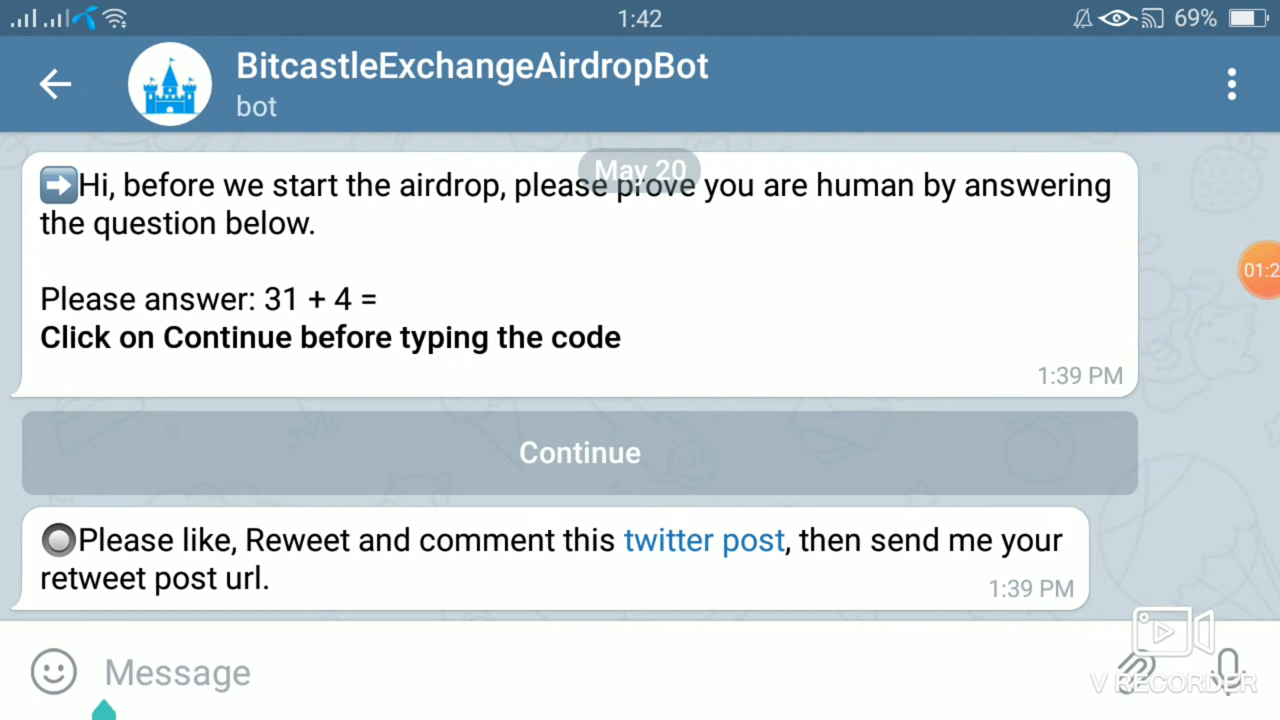 1:42
69%
BitcastleExchangeAirdropBot
bot
May 20
➡️Hi, before we start the airdrop, please prove you are human by answering
the question below.
Please answer: 31 + 4 =
Click on Continue before typing the code
1:39 PM
01:2
Continue
🔘Please like, Reweet and comment this twitter post, then send me your
retweet post url.
1:39 PM
Message
V RECORDER